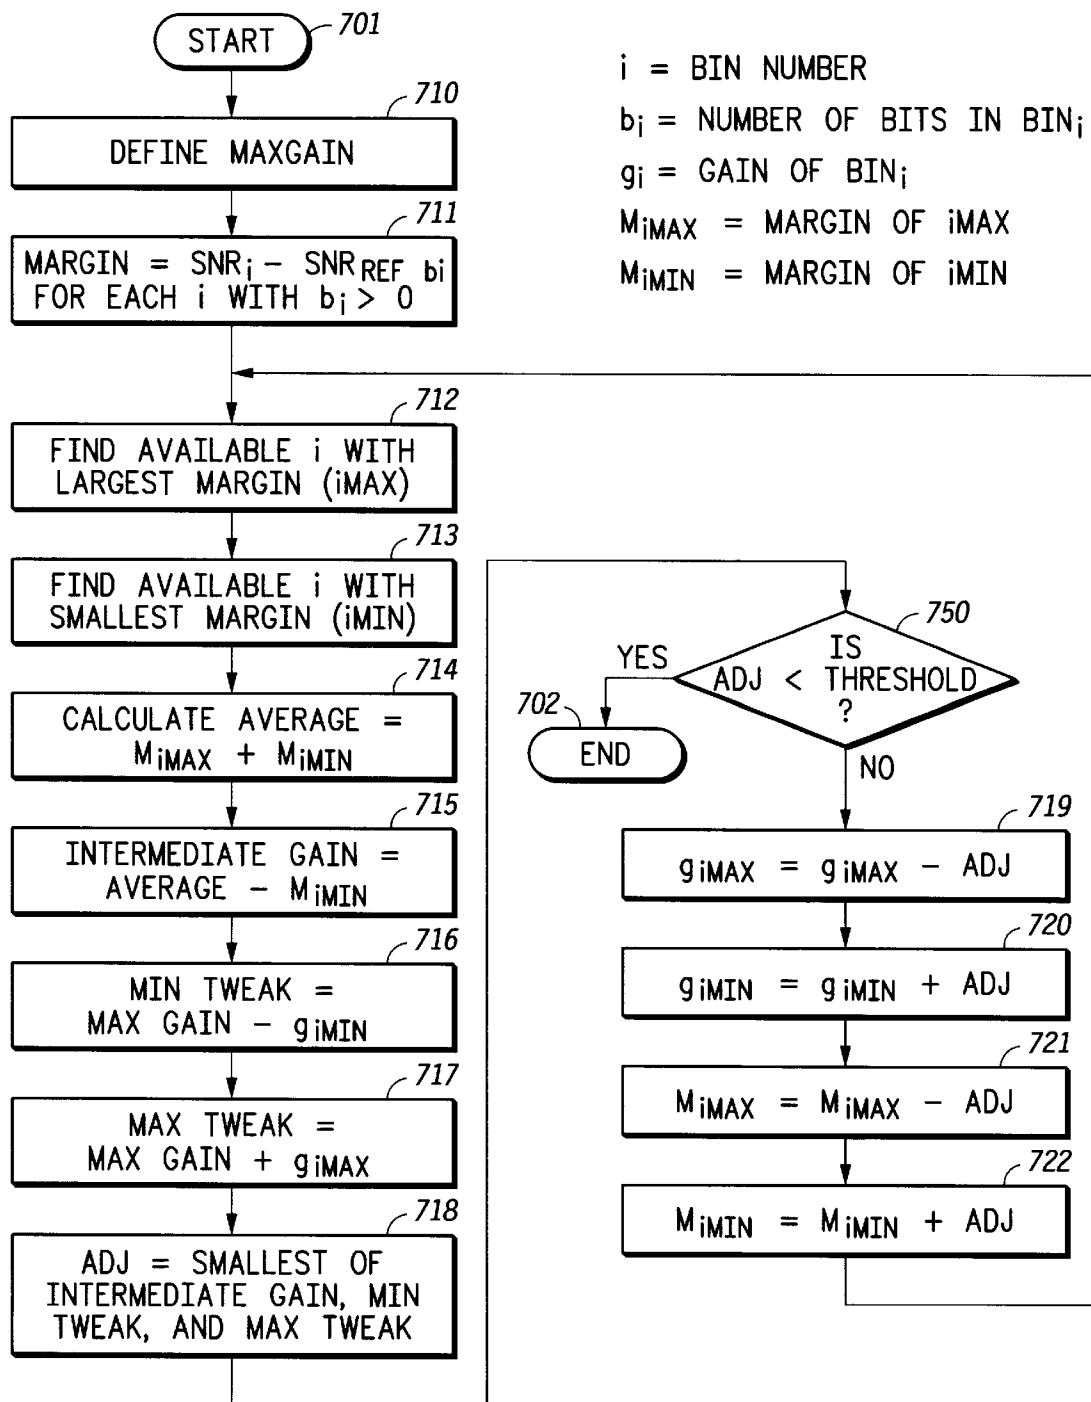 START
701
710
DEFINE MAXGAIN
711
MARGIN = SNRi - SNRREF bi
FOR EACH i WITH bi > 0
712
FIND AVAILABLE i WITH
LARGEST MARGIN (iMAX)
713
FIND AVAILABLE i WITH
SMALLEST MARGIN (iMIN)
714
CALCULATE AVERAGE =
MiMAX + MiMIN
715
INTERMEDIATE GAIN =
AVERAGE - MiMIN
716
MIN TWEAK =
MAX GAIN - giMIN
717
MAX TWEAK =
MAX GAIN + giMAX
718
ADJ = SMALLEST OF
INTERMEDIATE GAIN, MIN
TWEAK, AND MAX TWEAK
i = BIN NUMBER
bi = NUMBER OF BITS IN BINi
gi = GAIN OF BINi
MiMAX = MARGIN OF iMAX
MiMIN = MARGIN OF iMIN
750
IS
ADJ < THRESHOLD
?
YES
702
END
NO
719
giMAX = giMAX - ADJ
720
giMIN = giMIN + ADJ
721
MiMAX = MiMAX - ADJ
722
MiMIN = MiMIN + ADJ